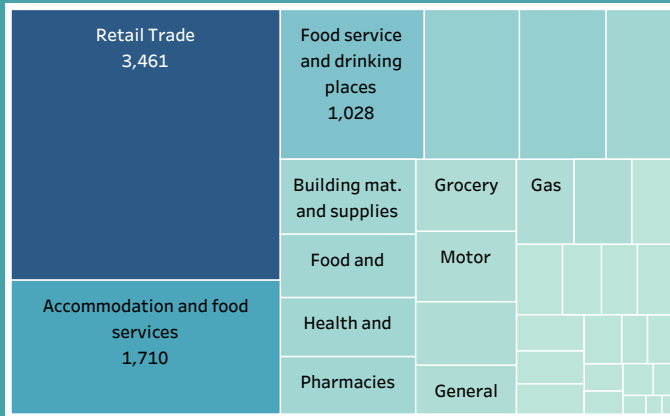 Retail Trade
3,461
Food service
and drinking
places
1,028
Building mat.
and supplies
Grocery
Gas
Food and
Motor
Accommodation and food
services
1,710
Health and
Pharmacies
General